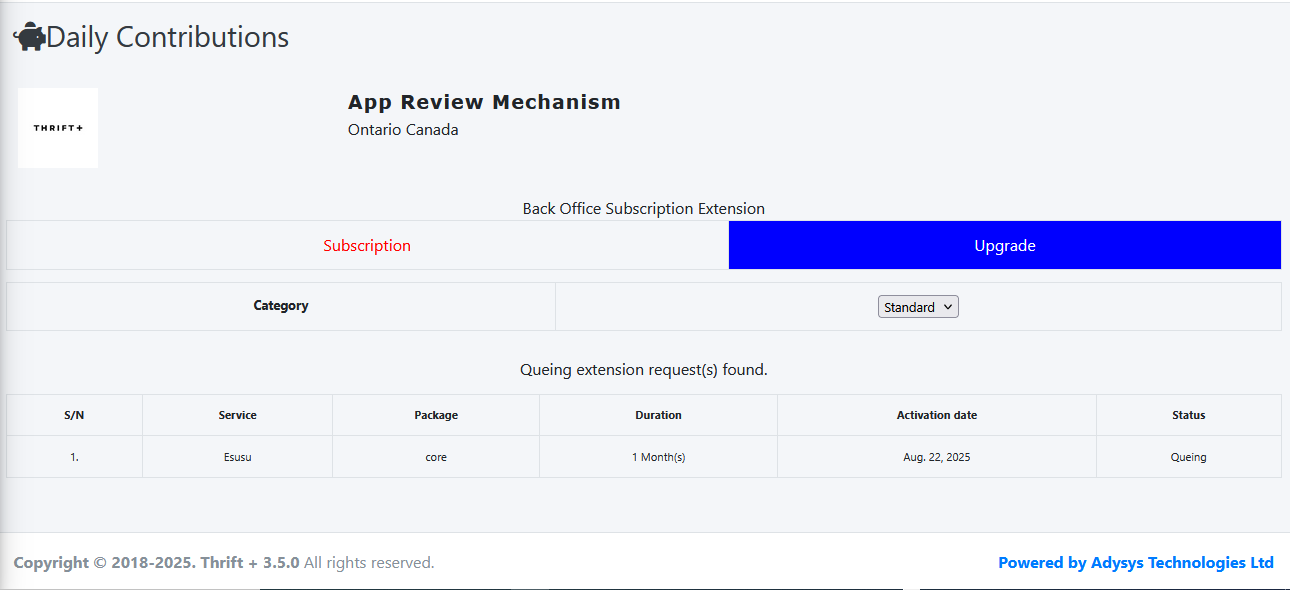 Daily Contributions
THRIFT+
App Review Mechanism
Ontario Canada
Back Office Subscription Extension
Subscription Upgrade
Category Standard
Queing extension request(s) found.
S/N Service Package Duration Activation date Status
1. Esusu core 1 Month(s) Aug. 22, 2025 Queing
Copyright © 2018-2025. Thrift + 3.5.0 All rights reserved. Powered by Adysys Technologies Ltd